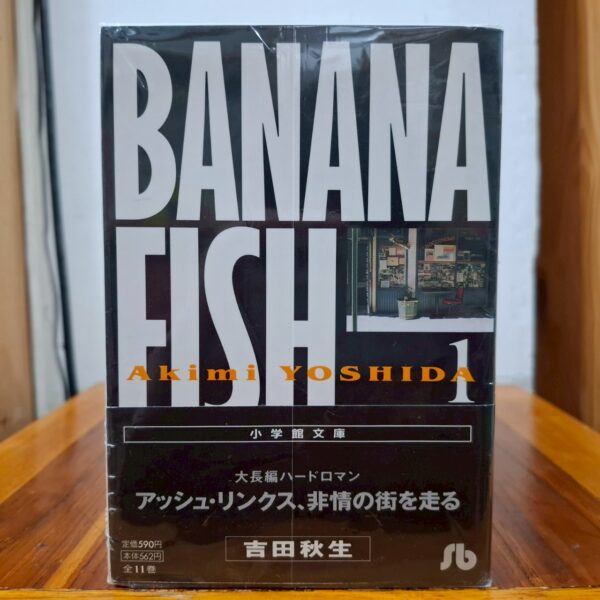 BANANA
FISH
Akimi YOSHIDA
1
小学館文庫
大長編ハードロマン
アッシュ・リンクス、非情の街を走る
定価590円
本体562円
全11巻
吉田秋生